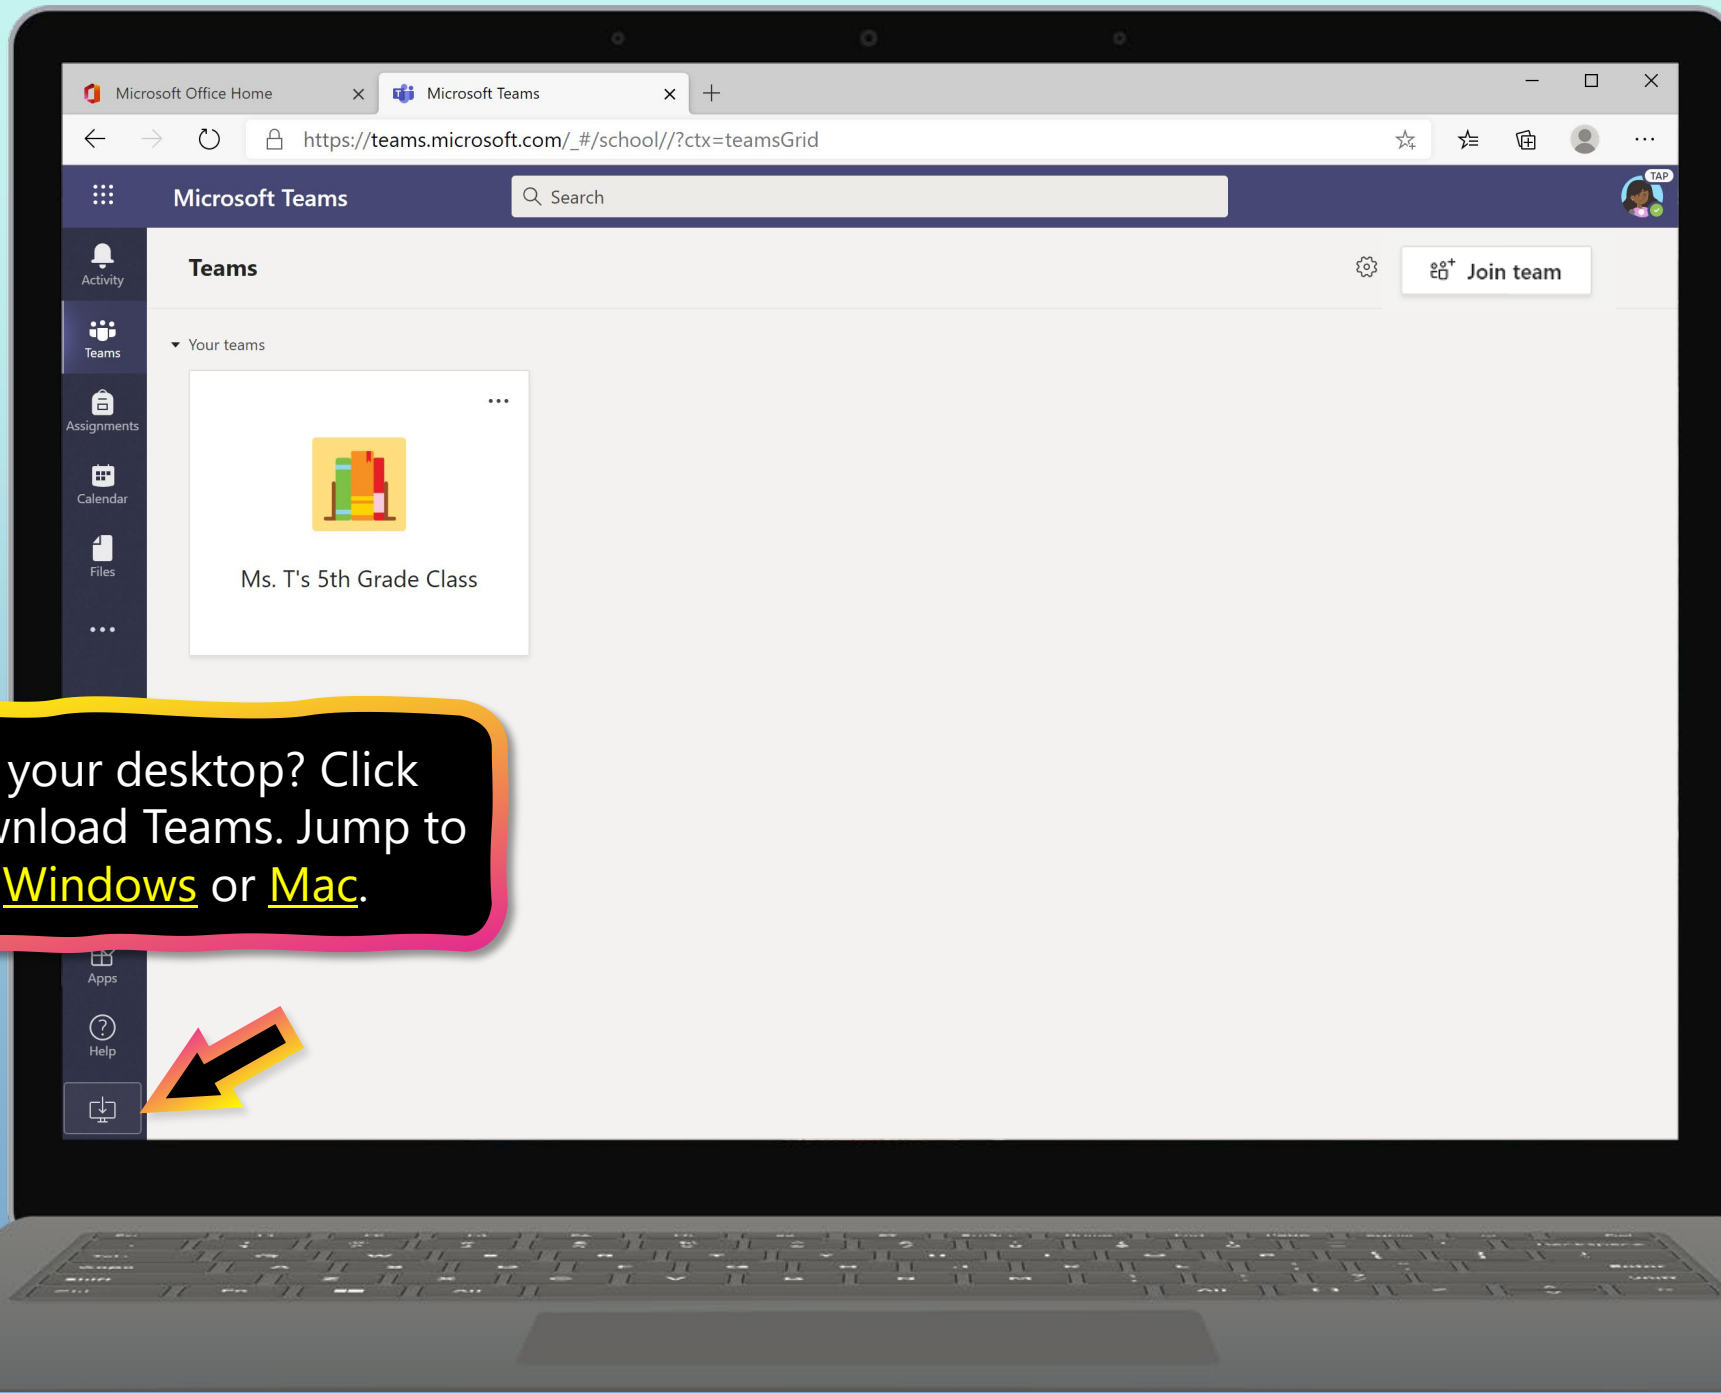 Microsoft Office Home
Microsoft Teams
https://teams.microsoft.com/_#/school//?ctx=teamsGrid
Microsoft Teams
Search
TAP
Activity
Teams
Join team
Teams
Your teams
Assignments
Calendar
Files
Ms. T's 5th Grade Class
your desktop? Click
Teams. Jump to
Windows or Mac.
Apps
Help